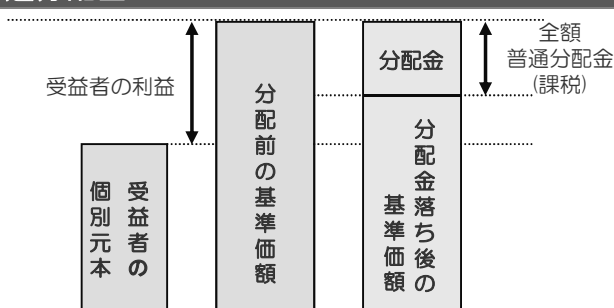 受益者の利益
受益者の
個別元本
分配前の基準価額
分配金
分配金落ち後の
基準価額
全額
普通分配金
(課税)